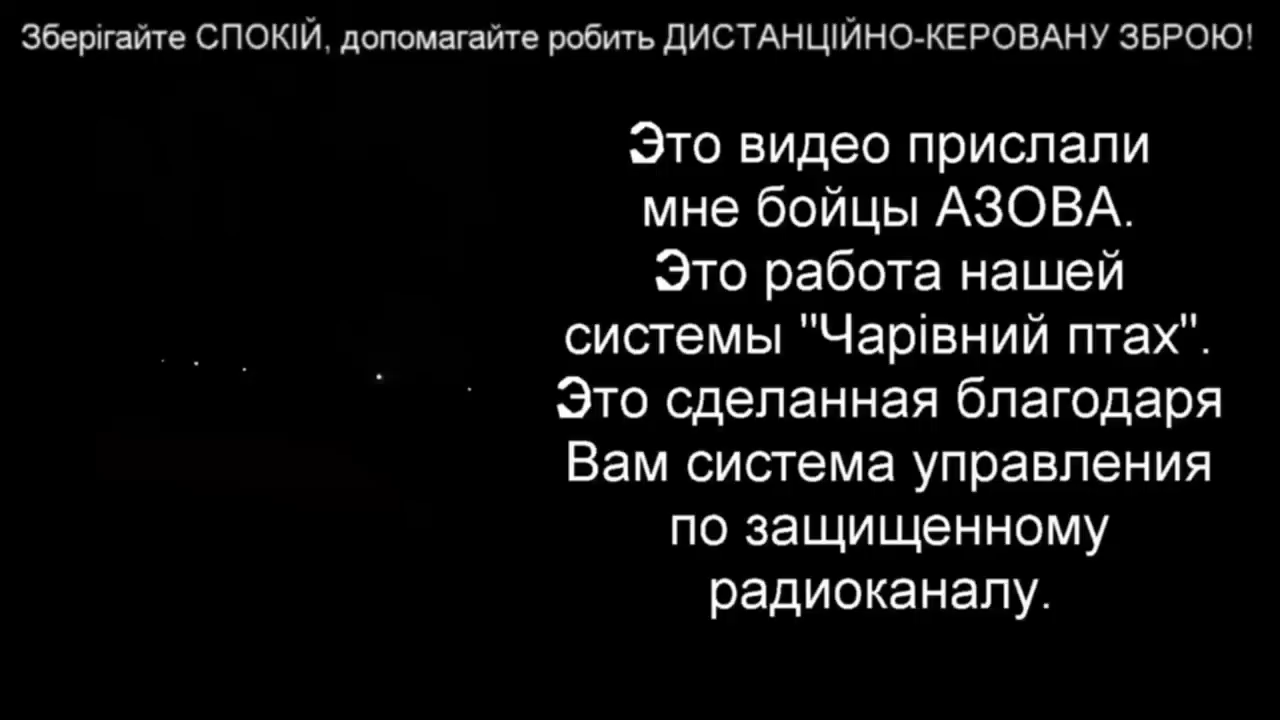 Зберігайте СПОКІЙ, допомагайте робить ДИСТАНЦІЙНО-КЕРОВАНУ ЗБРОЮ!
Это видео прислали
мне бойцы АЗОВА.
Это работа нашей
системы "Чарівний птах".
Это сделанная благодаря
Вам система управления
по защищенному
радиоканалу.